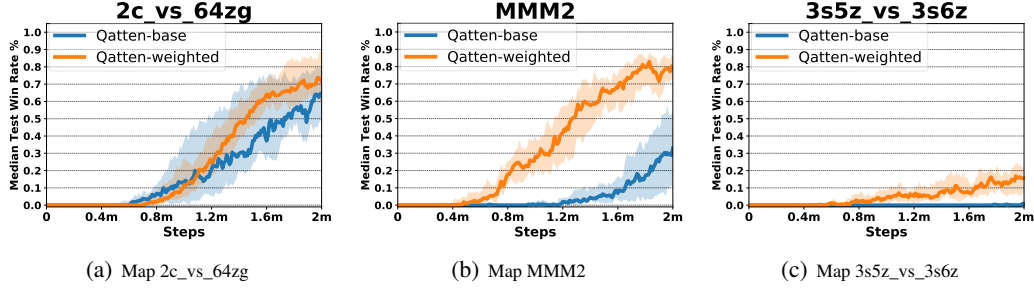 2c_vs_64zg
Median Test Win Rate %
1.0
0.9
0.8
0.7
0.6
0.5
0.4
0.3
0.2
0.1
0.0
Qatten-base
Qatten-weighted
0 0.4m 0.8m 1.2m 1.6m 2m
Steps
(a) Map 2c_vs_64zg
MMM2
Median Test Win Rate %
1.0
0.9
0.8
0.7
0.6
0.5
0.4
0.3
0.2
0.1
0.0
Qatten-base
Qatten-weighted
0 0.4m 0.8m 1.2m 1.6m 2m
Steps
(b) Map MMM2
3s5z_vs_3s6z
Median Test Win Rate %
1.0
0.9
0.8
0.7
0.6
0.5
0.4
0.3
0.2
0.1
0.0
Qatten-base
Qatten-weighted
0 0.4m 0.8m 1.2m 1.6m 2m
Steps
(c) Map 3s5z_vs_3s6z